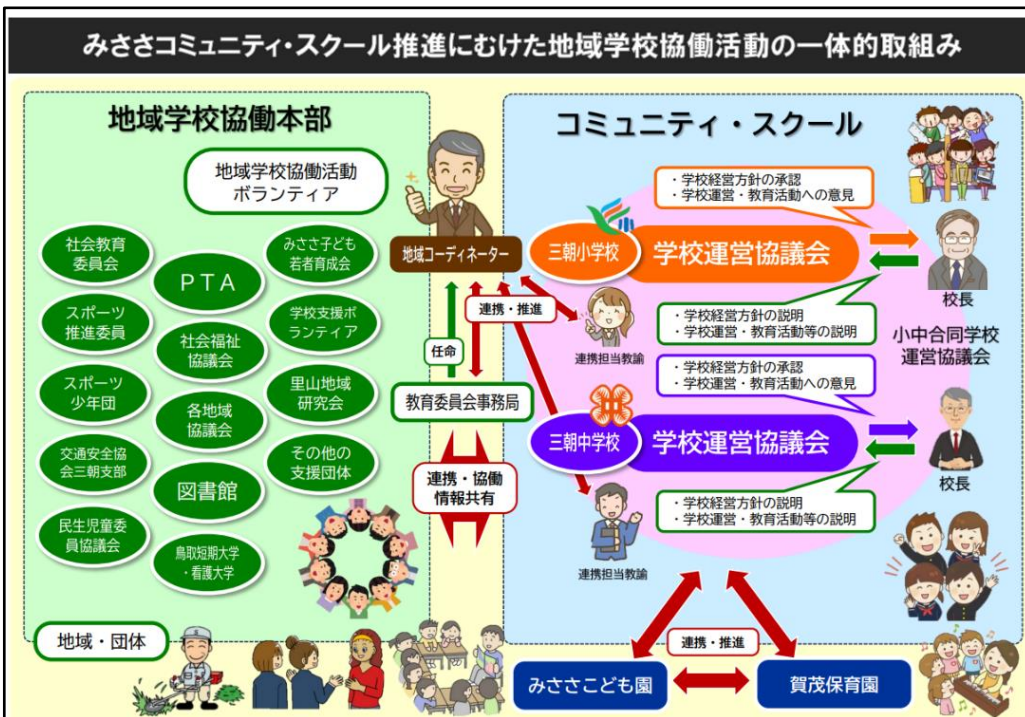 みささコミュニティ・スクール推進にむけた地域学校協働活動の一体的取組み
地域学校協働本部
地域学校協働活動
ボランティア
社会教育
委員会
PTA
みささ子ども
若者育成会
スポーツ
推進委員
社会福祉
協議会
学校支援ボ
ランティア
スポーツ
少年団
各地域
協議会
里山地域
研究会
交通安全協
会三朝支部
図書館
その他の
支援団体
民生児童委
員協議会
鳥取短期大学
・看護大学
地域・団体
地域コーディネーター
連携・推進
任命
教育委員会事務局
連携・協働
情報共有
コミュニティ・スクール
・学校経営方針の承認
・学校運営・教育活動への意見
三朝小学校
学校運営協議会
校長
連携担当教諭
・学校経営方針の説明
・学校運営・教育活動等の説明
小中合同学校
運営協議会
・学校経営方針の承認
・学校運営・教育活動への意見
三朝中学校
学校運営協議会
校長
連携担当教諭
・学校経営方針の説明
・学校運営・教育活動等の説明
連携・推進
みささこども園
賀茂保育園